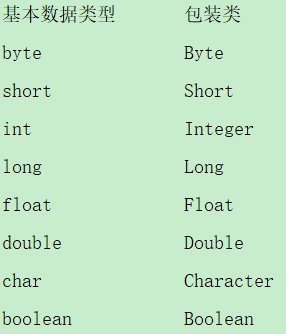 基本数据类型 包装类
byte Byte
short Short
int Integer
long Long
float Float
double Double
char Character
boolean Boolean